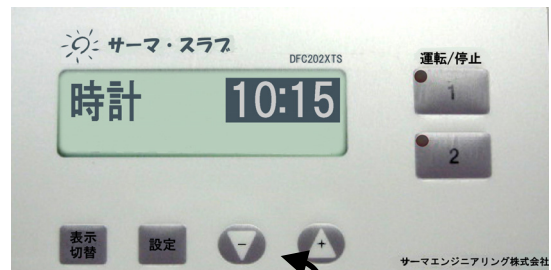 サーマ・スラブ
DFC202XTS
運転/停止
時計 10:15
1
2
表示
切替
設定
-
+
サーマエンジニアリング株式会社